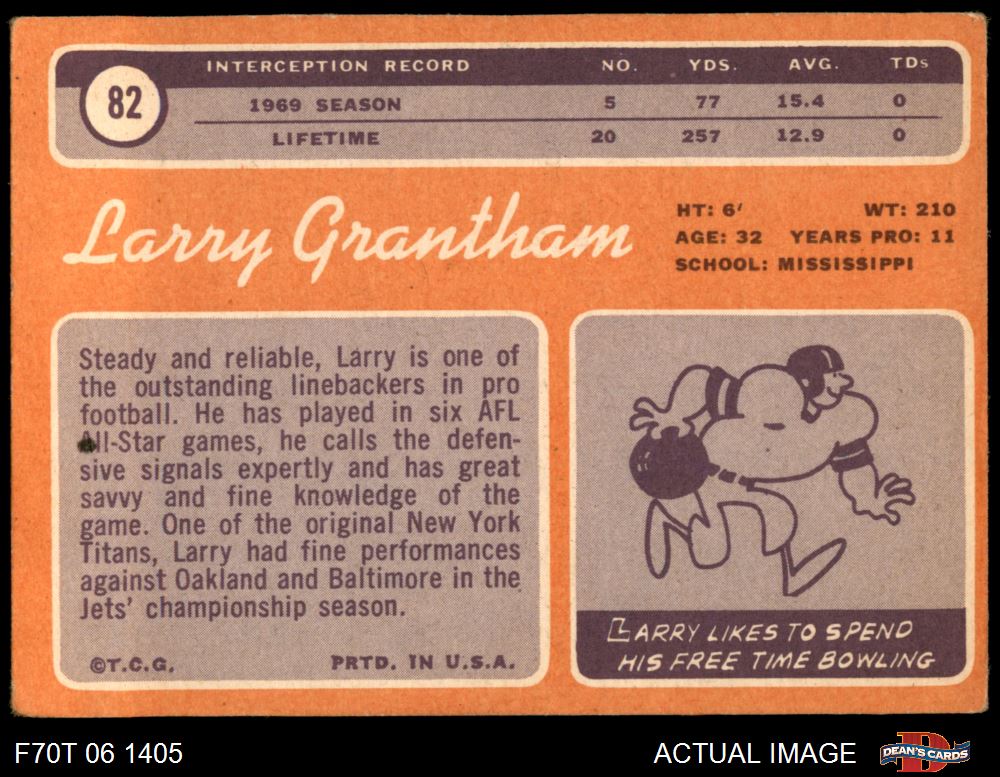 82
INTERCEPTION RECORD NO. YDS. AVG. TDs
1969 SEASON 5 77 15.4 0
LIFETIME 20 257 12.9 0
Larry Grantham
HT: 6' WT: 210
AGE: 32 YEARS PRO: 11
SCHOOL: MISSISSIPPI
Steady and reliable, Larry is one of
the outstanding linebackers in pro
football. He has played in six AFL
All-Star games, he calls the defen-
sive signals expertly and has great
savvy and fine knowledge of the
game. One of the original New York
Titans, Larry had fine performances
against Oakland and Baltimore in the
Jets' championship season.
©T.C.G. PRTD. IN U.S.A.
LARRY LIKES TO SPEND
HIS FREE TIME BOWLING
F70T 06 1405 ACTUAL IMAGE DEAN'S CARDS